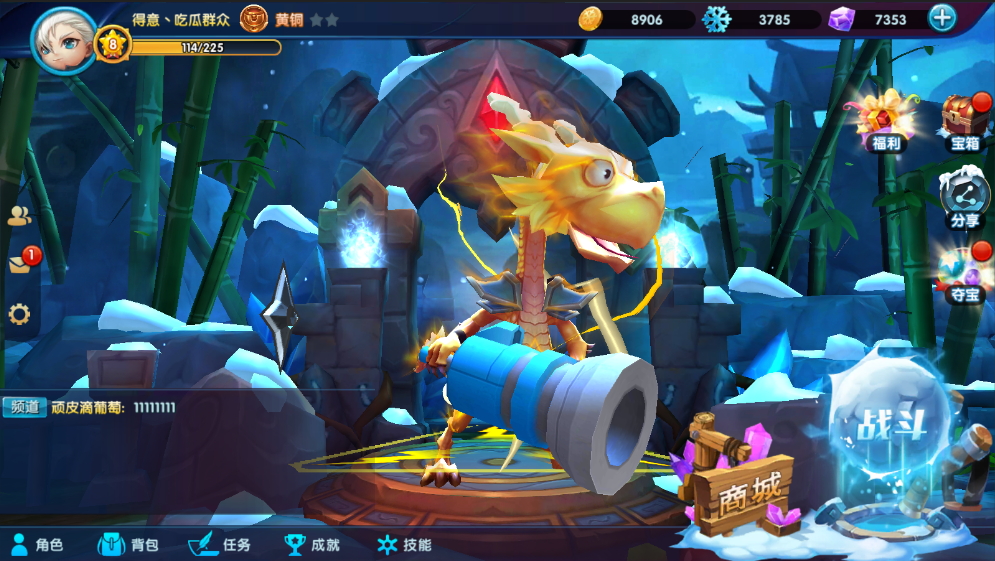 得意丶吃瓜群众
黄铜
8906
3785
7353
8
114/225
福利
宝箱
分享
1
夺宝
频道 顽皮滴葡萄: 11111111
战斗
商城
角色
背包
任务
成就
技能